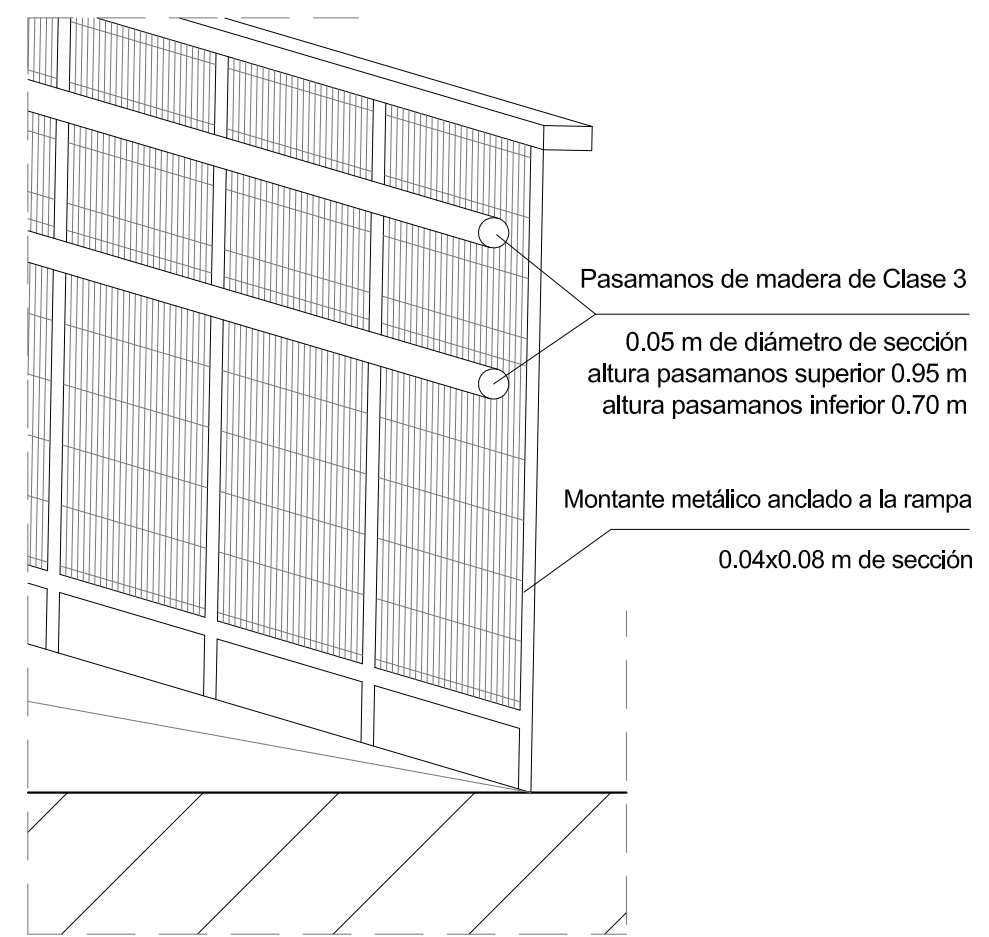 Pasamanos de madera de Clase 3
0.05 m de diámetro de sección
altura pasamanos superior 0.95 m
altura pasamanos inferior 0.70 m
Montante metálico anclado a la rampa
0.04x0.08 m de sección